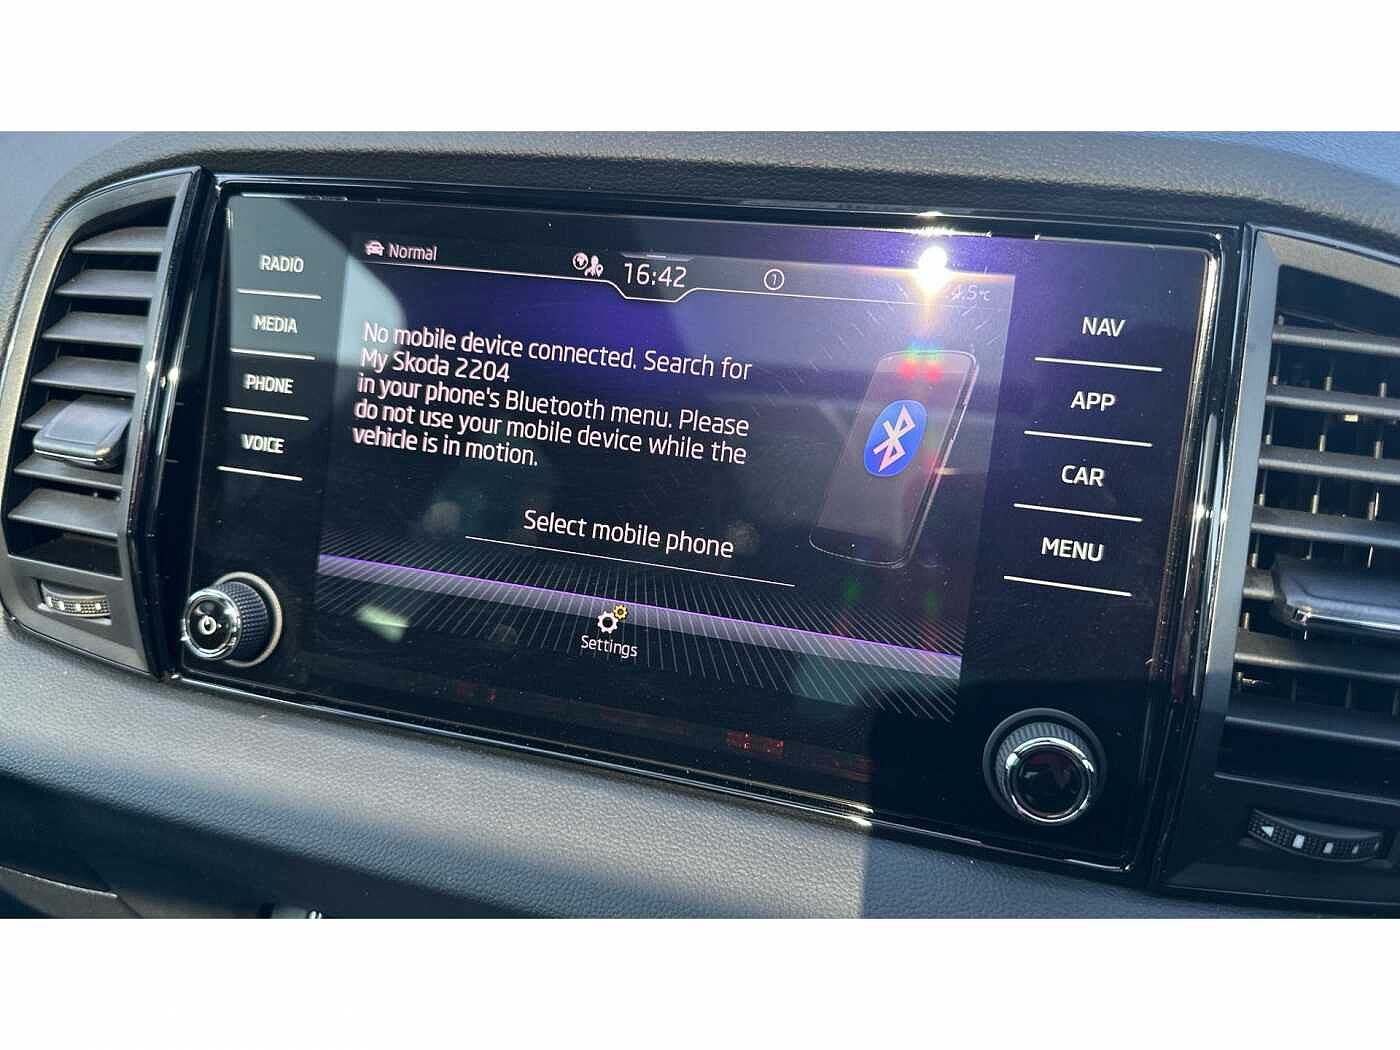 Normal
16:42
1
RADIO
MEDIA
PHONE
VOICE
No mobile device connected. Search for
My Skoda 2204
in your phone's Bluetooth menu. Please
do not use your mobile device while the
vehicle is in motion.
Select mobile phone
Settings
NAV
APP
CAR
MENU